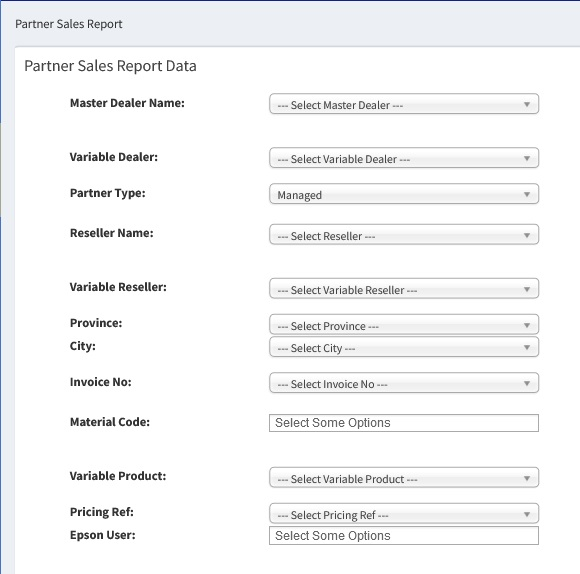 Partner Sales Report
Partner Sales Report Data
Master Dealer Name: --- Select Master Dealer ---
Variable Dealer: --- Select Variable Dealer ---
Partner Type: Managed
Reseller Name: --- Select Reseller ---
Variable Reseller: --- Select Variable Reseller ---
Province: --- Select Province ---
City: --- Select City ---
Invoice No: --- Select Invoice No ---
Material Code: Select Some Options
Variable Product: --- Select Variable Product ---
Pricing Ref: --- Select Pricing Ref ---
Epson User: Select Some Options